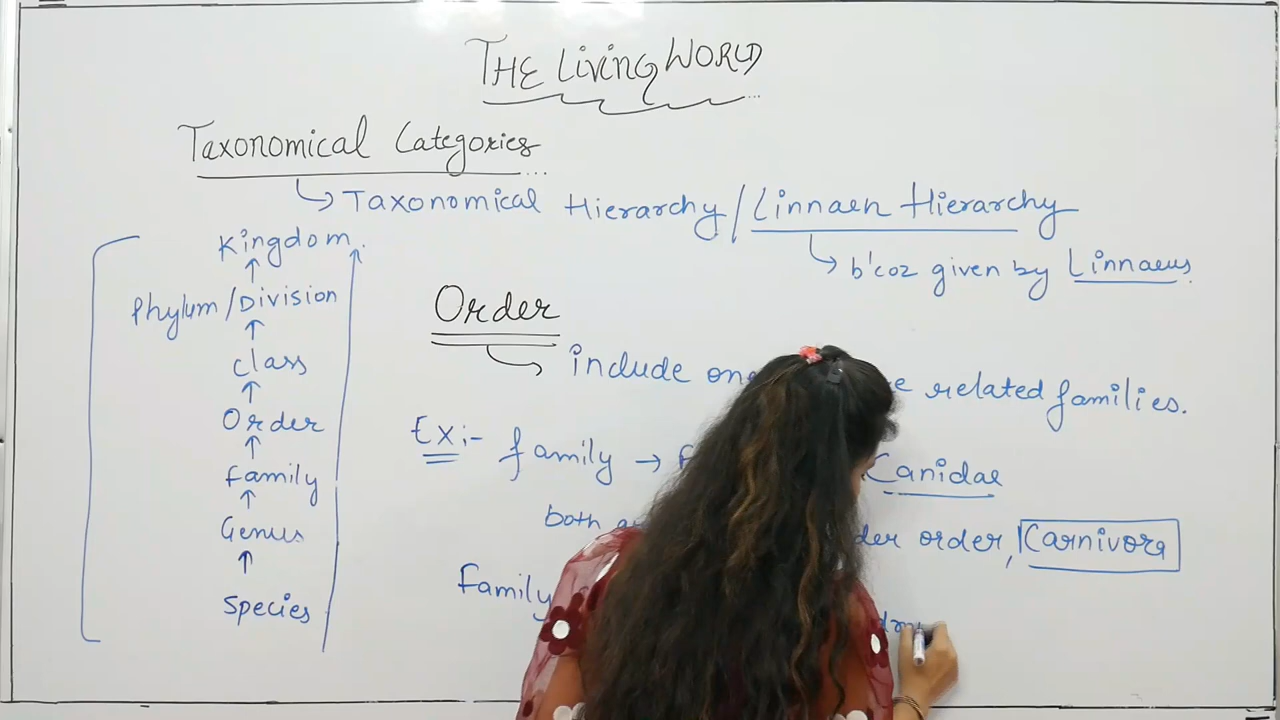 THE Living WORLD
Taxonomical Categories...
Taxonomical Hierarchy/Linnaen Hierarchy
b'coz given by Linnaeus.
Kingdom.
Phylum/Division
class
Order
family
Genus
Species
Order
include one related families.
Ex:- family → Canidae
both order, Carnivora
Family